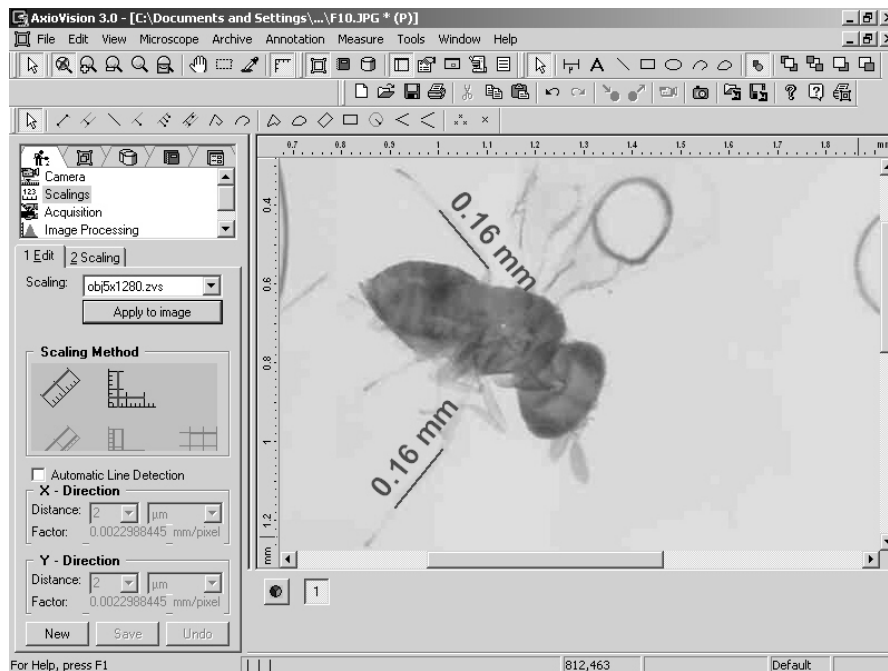 AxioVision 3.0 - [C:\Documents and Settings\...\F10.JPG * (P)]
File Edit View Microscope Archive Annotation Measure Tools Window Help
0.7 0.8 0.9 1 1.1 1.2 1.3 1.4 1.5 1.6 1.7 1.8 mm
Camera
123 Scalings
Acquisition
Image Processing
1 Edit 2 Scaling
Scaling: obj5x1280.zvs
Apply to image
Scaling Method
Automatic Line Detection
X - Direction
Distance: 2 µm
Factor: 0.0022988445 mm/pixel
Y - Direction
Distance: 2 µm
Factor: 0.0022988445 mm/pixel
New Save Undo
0.4
0.6
0.8
1
1.2
mm
0.16 mm
0.16 mm
1
For Help, press F1 812,463 Default